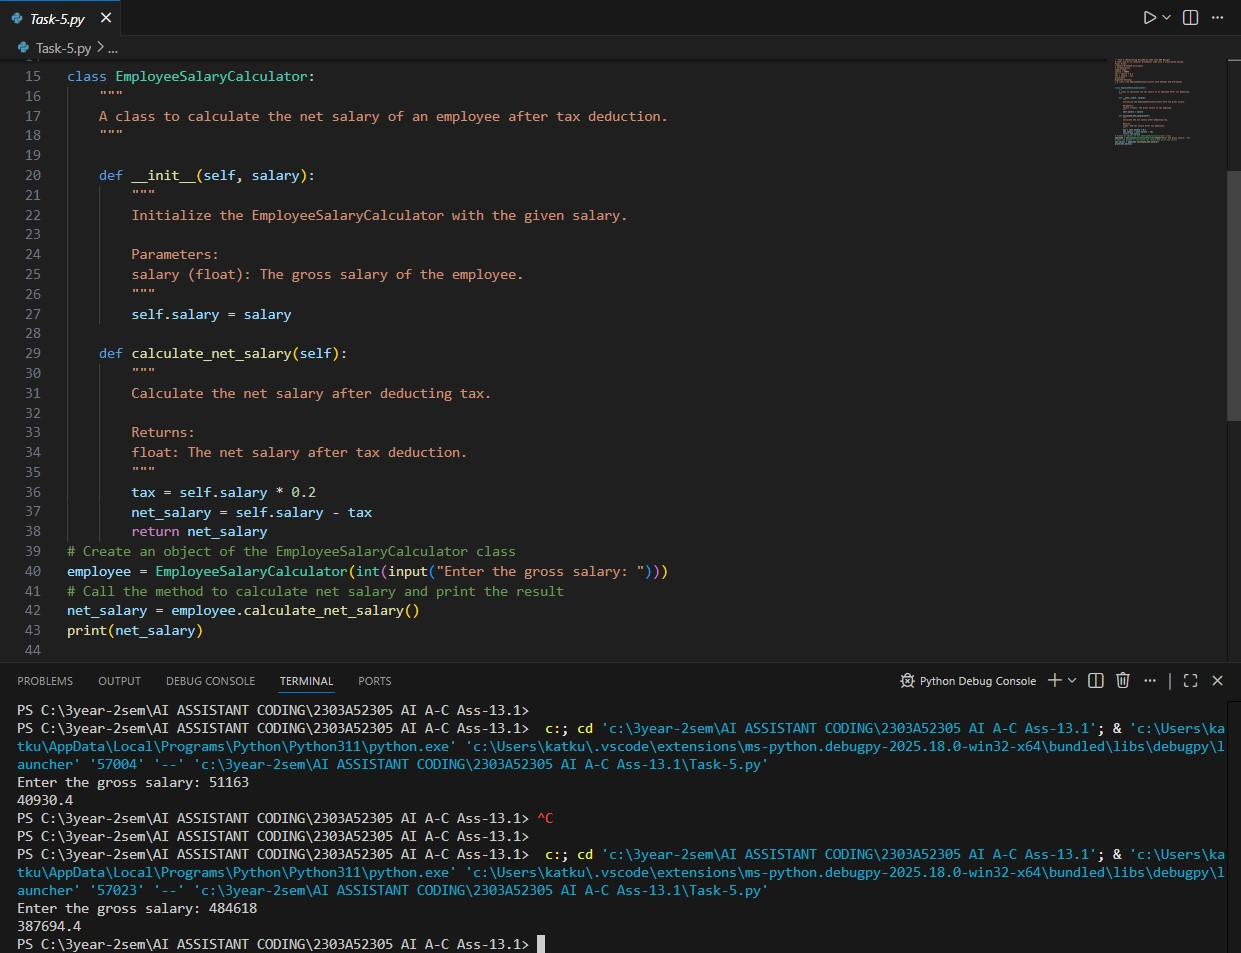 Task-5.py
Task-5.py > ...
15 class EmployeeSalaryCalculator:
16     """
17     A class to calculate the net salary of an employee after tax deduction.
18     """
19
20     def __init__(self, salary):
21         """
22         Initialize the EmployeeSalaryCalculator with the given salary.
23
24         Parameters:
25         salary (float): The gross salary of the employee.
26         """
27         self.salary = salary
28
29     def calculate_net_salary(self):
30         """
31         Calculate the net salary after deducting tax.
32
33         Returns:
34         float: The net salary after tax deduction.
35         """
36         tax = self.salary * 0.2
37         net_salary = self.salary - tax
38         return net_salary
39 # Create an object of the EmployeeSalaryCalculator class
40 employee = EmployeeSalaryCalculator(int(input("Enter the gross salary: ")))
41 # Call the method to calculate net salary and print the result
42 net_salary = employee.calculate_net_salary()
43 print(net_salary)
44
PROBLEMS OUTPUT DEBUG CONSOLE TERMINAL PORTS Python Debug Console
PS C:\3year-2sem\AI ASSISTANT CODING\2303A52305 AI A-C Ass-13.1>
PS C:\3year-2sem\AI ASSISTANT CODING\2303A52305 AI A-C Ass-13.1>  c:; cd 'c:\3year-2sem\AI ASSISTANT CODING\2303A52305 AI A-C Ass-13.1'; & 'c:\Users\ka
tku\AppData\Local\Programs\Python\Python311\python.exe' 'c:\Users\katku\.vscode\extensions\ms-python.debugpy-2025.18.0-win32-x64\bundled\libs\debugpy\l
auncher' '57004' '--' 'c:\3year-2sem\AI ASSISTANT CODING\2303A52305 AI A-C Ass-13.1\Task-5.py'
Enter the gross salary: 51163
40930.4
PS C:\3year-2sem\AI ASSISTANT CODING\2303A52305 AI A-C Ass-13.1> ^C
PS C:\3year-2sem\AI ASSISTANT CODING\2303A52305 AI A-C Ass-13.1>
PS C:\3year-2sem\AI ASSISTANT CODING\2303A52305 AI A-C Ass-13.1>  c:; cd 'c:\3year-2sem\AI ASSISTANT CODING\2303A52305 AI A-C Ass-13.1'; & 'c:\Users\ka
tku\AppData\Local\Programs\Python\Python311\python.exe' 'c:\Users\katku\.vscode\extensions\ms-python.debugpy-2025.18.0-win32-x64\bundled\libs\debugpy\l
auncher' '57023' '--' 'c:\3year-2sem\AI ASSISTANT CODING\2303A52305 AI A-C Ass-13.1\Task-5.py'
Enter the gross salary: 484618
387694.4
PS C:\3year-2sem\AI ASSISTANT CODING\2303A52305 AI A-C Ass-13.1>